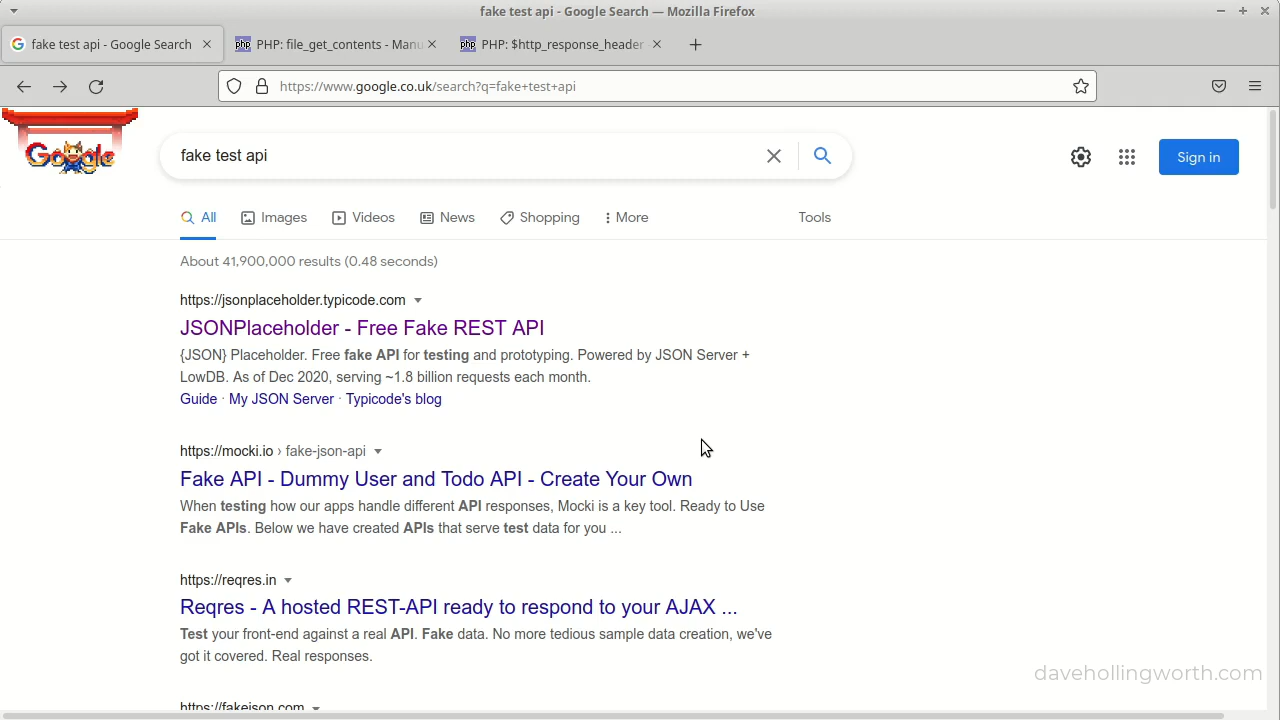 fake test api - Google Search — Mozilla Firefox
fake test api - Google Search
PHP: file_get_contents - Manu
PHP: $http_response_header
https://www.google.co.uk/search?q=fake+test+api
Google
fake test api
Sign in
All
Images
Videos
News
Shopping
More
Tools
About 41,900,000 results (0.48 seconds)
https://jsonplaceholder.typicode.com
JSONPlaceholder - Free Fake REST API
{JSON} Placeholder. Free fake API for testing and prototyping. Powered by JSON Server +
LowDB. As of Dec 2020, serving ~1.8 billion requests each month.
Guide · My JSON Server · Typicode's blog
https://mocki.io › fake-json-api
Fake API - Dummy User and Todo API - Create Your Own
When testing how our apps handle different API responses, Mocki is a key tool. Ready to Use
Fake APIs. Below we have created APIs that serve test data for you ...
https://reqres.in
Reqres - A hosted REST-API ready to respond to your AJAX ...
Test your front-end against a real API. Fake data. No more tedious sample data creation, we've
got it covered. Real responses.
davehollingworth.com
https://fakejson.com